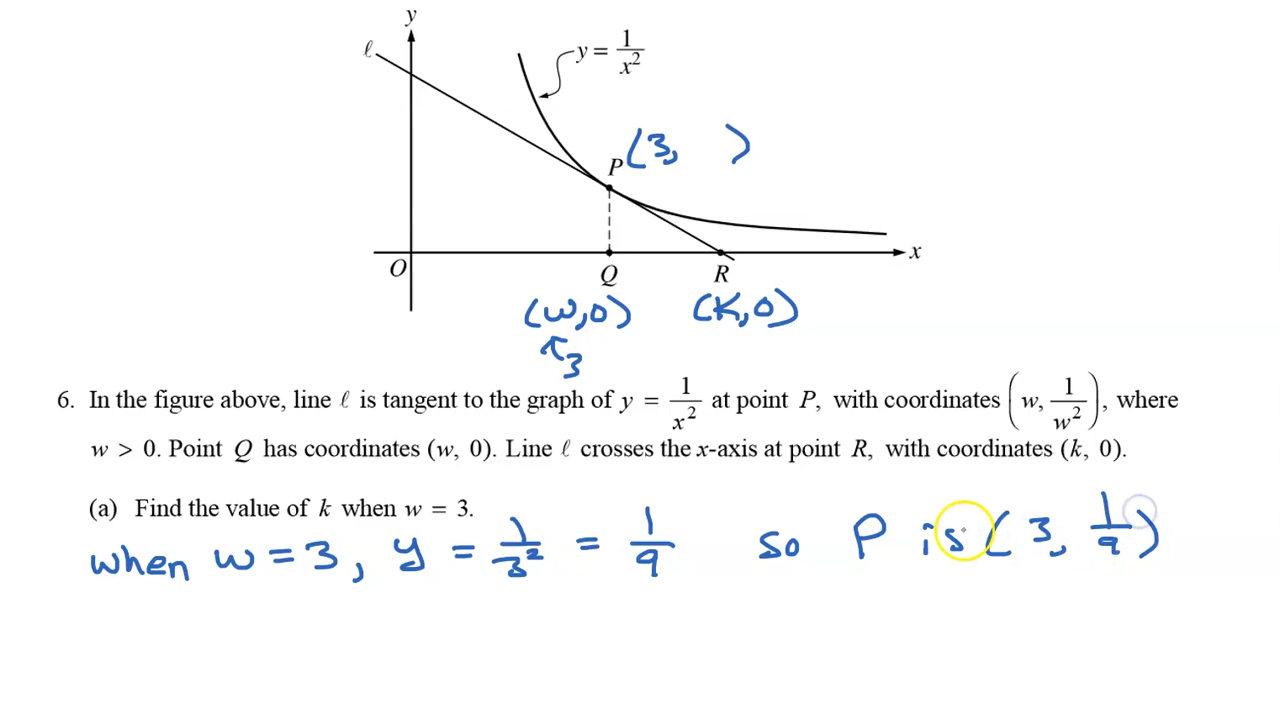 y
ℓ
y = 1/x²
P (3, )
O Q R x
(w,0) (K,0)
↖3
6. In the figure above, line ℓ is tangent to the graph of y = 1/x² at point P, with coordinates (w, 1/w²), where
w > 0. Point Q has coordinates (w, 0). Line ℓ crosses the x-axis at point R, with coordinates (k, 0).
(a) Find the value of k when w = 3.
when w = 3, y = 1/3² = 1/9 so P is (3, 1/9)